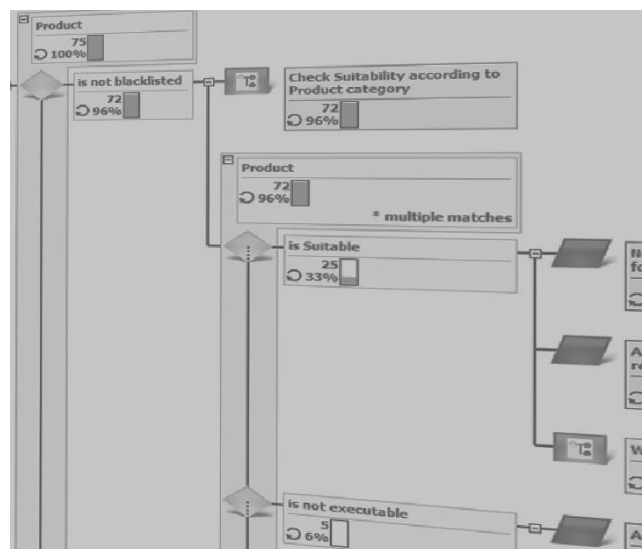 Product
75
100%
is not blacklisted
72
96%
Check Suitability according to
Product category
72
96%
Product
72
96%
* multiple matches
is Suitable
25
33%
is not executable
5
6%